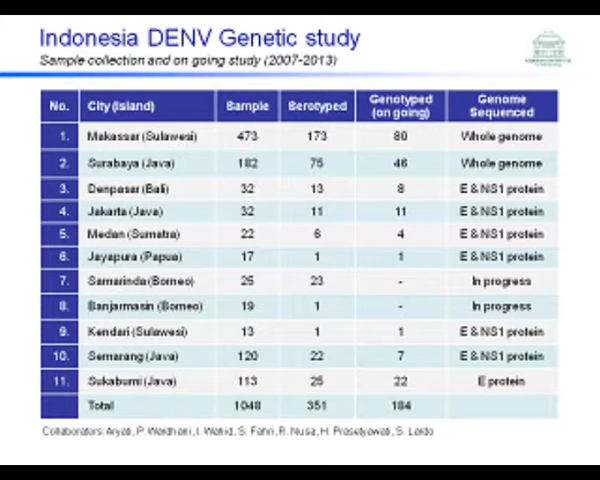 Indonesia DENV Genetic study
Sample collection and on going study (2007-2013)
No. City (Island) Sample Serotyped Genotyped (on going) Genome Sequenced
1. Makassar (Sulawesi) 473 173 80 Whole genome
2. Surabaya (Java) 182 75 46 Whole genome
3. Denpasar (Bali) 32 13 8 E & NS1 protein
4. Jakarta (Java) 32 11 11 E & NS1 protein
5. Medan (Sumatra) 22 6 4 E & NS1 protein
6. Jayapura (Papua) 17 1 1 E & NS1 protein
7. Samarinda (Borneo) 25 23 - In progress
8. Banjarmasin (Borneo) 19 1 - In progress
9. Kendari (Sulawesi) 13 1 1 E & NS1 protein
10. Semarang (Java) 120 22 7 E & NS1 protein
11. Sukabumi (Java) 113 25 22 E protein
Total 1048 351 184
Collaborators: Aryati, P. Wardhani, I. Wahid, S. Fahri, R. Nusa, H. Prasetyawati, S. Lardo